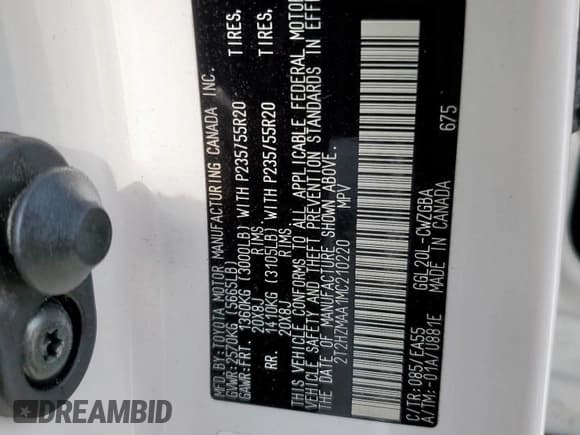 MFD.BY:TOYOTA MOTOR MANUFACTURING CANADA INC.
GVWR:2570KG (5665LB)
GAWR:FRT. 1360KG (3000LB) WITH P235/55R20 TIRES,
20X8J RIMS.
RR. 1410KG (3105LB) WITH P235/55R20 TIRES,
20X8J RIMS.
THIS VEHICLE CONFORMS TO ALL APPLICABLE FEDERAL MOTOR
VEHICLE SAFETY AND THEFT PREVENTION STANDARDS IN EFFE
THE DATE OF MANUFACTURE SHOWN ABOVE.
2T2HZMAA1MC210220 MPV
C/TR:085/EA55 GGL20L-CWZGBA
A/TM:-01A/U881E MADE IN CANADA 675
DREAMBID